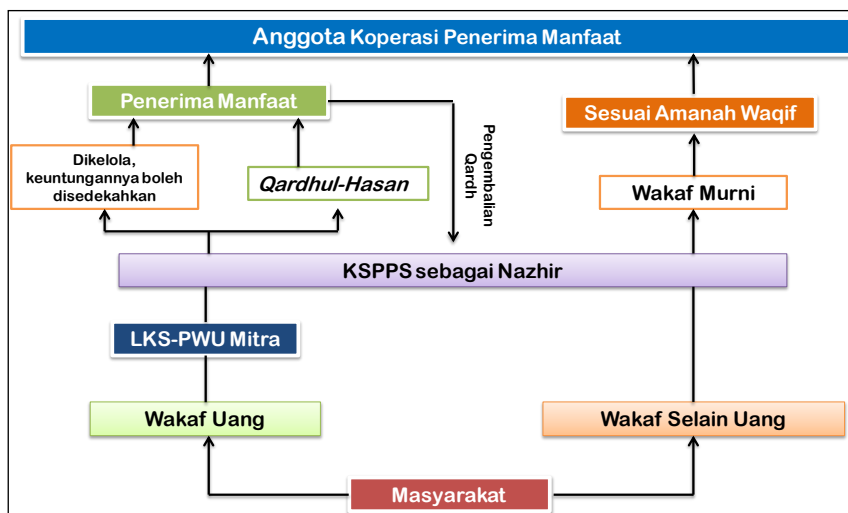 Anggota Koperasi Penerima Manfaat
Penerima Manfaat
Sesuai Amanah Waqif
Dikelola,
keuntungannya boleh
disedekahkan
Qardhul-Hasan
Pengembalian
Qardh
Wakaf Murni
KSPPS sebagai Nazhir
LKS-PWU Mitra
Wakaf Uang
Wakaf Selain Uang
Masyarakat